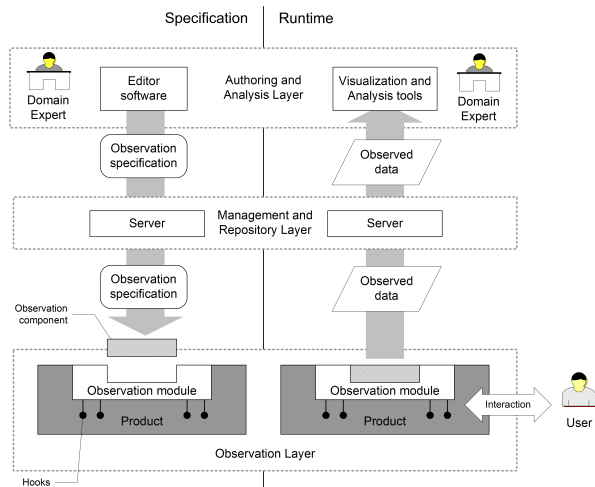 Specification
Runtime
Domain
Expert
Editor
software
Authoring and
Analysis Layer
Visualization and
Analysis tools
Domain
Expert
Observation
specification
Observed
data
Server
Management and
Repository Layer
Server
Observation
specification
Observed
data
Observation
component
Observation module
Product
Observation module
Product
Interaction
User
Observation Layer
Hooks